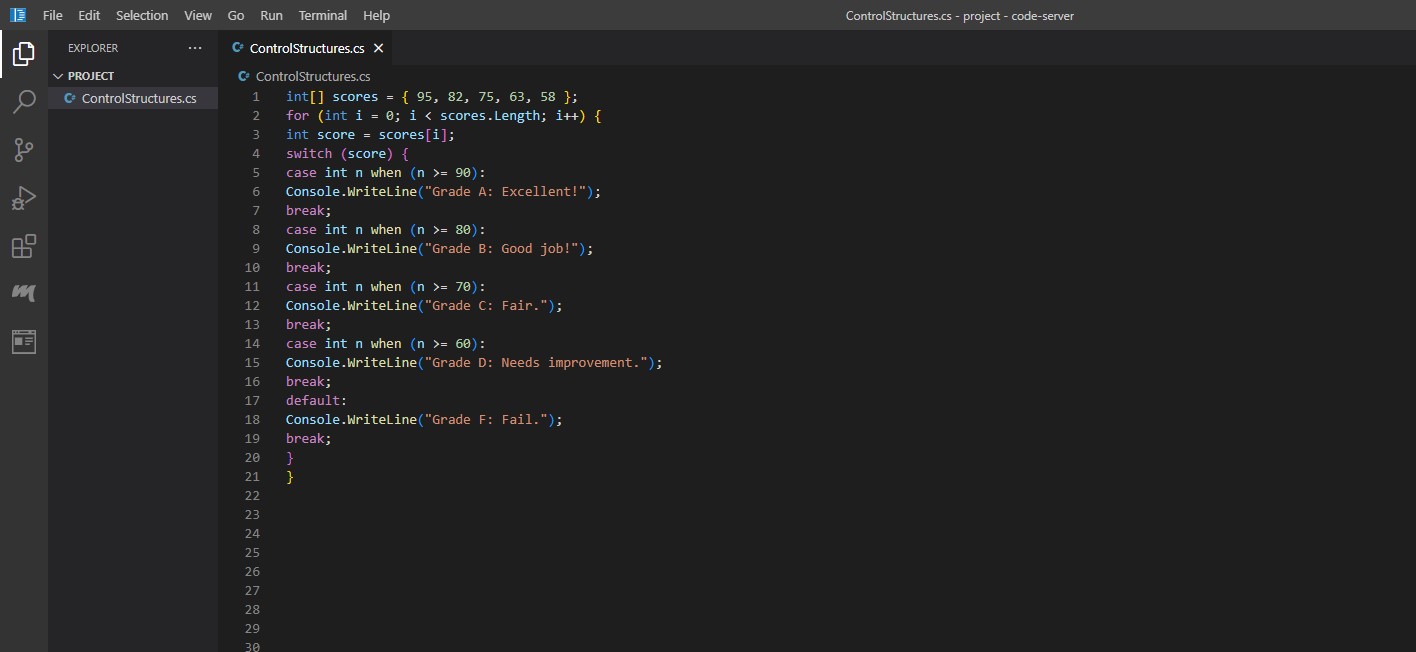 File Edit Selection View Go Run Terminal Help ControlStructures.cs - project - code-server
EXPLORER ···
PROJECT
C# ControlStructures.cs
C# ControlStructures.cs ×
C# ControlStructures.cs
1 int[] scores = { 95, 82, 75, 63, 58 };
2 for (int i = 0; i < scores.Length; i++) {
3 int score = scores[i];
4 switch (score) {
5 case int n when (n >= 90):
6 Console.WriteLine("Grade A: Excellent!");
7 break;
8 case int n when (n >= 80):
9 Console.WriteLine("Grade B: Good job!");
10 break;
11 case int n when (n >= 70):
12 Console.WriteLine("Grade C: Fair.");
13 break;
14 case int n when (n >= 60):
15 Console.WriteLine("Grade D: Needs improvement.");
16 break;
17 default:
18 Console.WriteLine("Grade F: Fail.");
19 break;
20 }
21 }
22
23
24
25
26
27
28
29
30